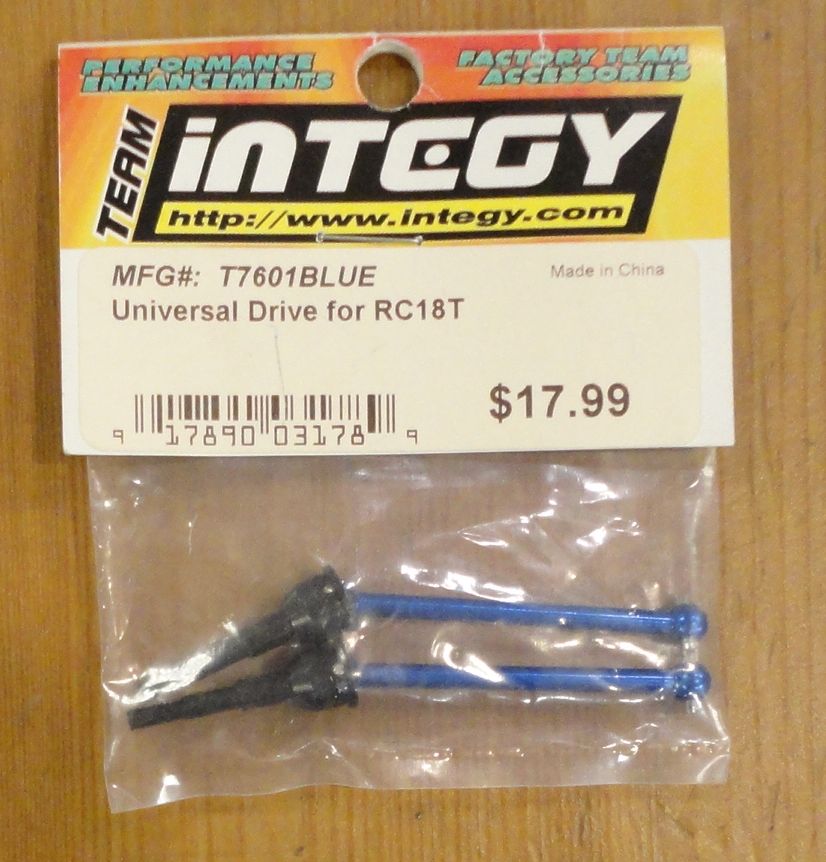 PERFORMANCE
ENHANCEMENTS
FACTORY TEAM
ACCESSORIES
TEAM
iNTEGY
http://www.integy.com
MFG#: T7601BLUE
Made in China
Universal Drive for RC18T
$17.99
9 17890 03178 9